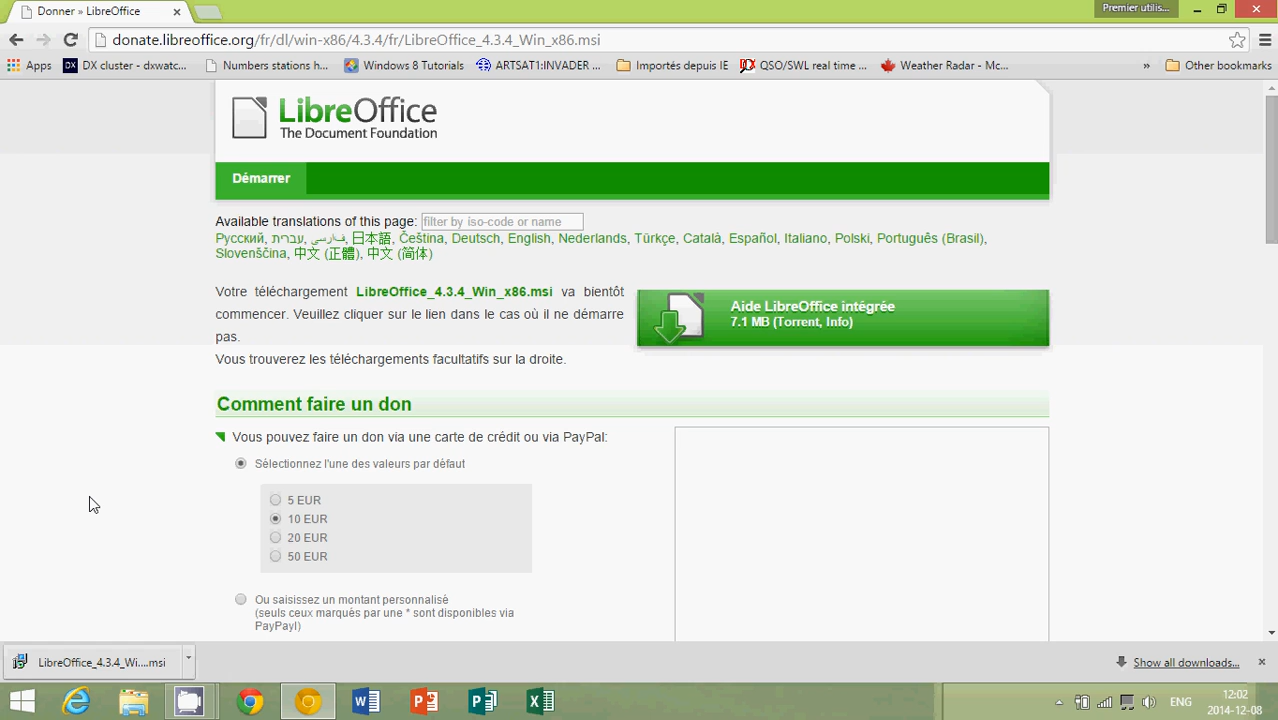 Donner » LibreOffice
Premier utilis...
donate.libreoffice.org/fr/dl/win-x86/4.3.4/fr/LibreOffice_4.3.4_Win_x86.msi
Apps DX cluster - dxwatc... Numbers stations h... Windows 8 Tutorials ARTSAT1:INVADER ... Importés depuis IE QSO/SWL real time ... Weather Radar - Mc... » Other bookmarks
LibreOffice
The Document Foundation
Démarrer
Available translations of this page: filter by iso-code or name
Русский, עברית, فارسی, 日本語, Čeština, Deutsch, English, Nederlands, Türkçe, Català, Español, Italiano, Polski, Português (Brasil),
Slovenščina, 中文 (正體), 中文 (简体)
Votre téléchargement LibreOffice_4.3.4_Win_x86.msi va bientôt
commencer. Veuillez cliquer sur le lien dans le cas où il ne démarre
pas.
Vous trouverez les téléchargements facultatifs sur la droite.
Aide LibreOffice intégrée
7.1 MB (Torrent, Info)
Comment faire un don
Vous pouvez faire un don via une carte de crédit ou via PayPal:
Sélectionnez l'une des valeurs par défaut
5 EUR
10 EUR
20 EUR
50 EUR
Ou saisissez un montant personnalisé
(seuls ceux marqués par une * sont disponibles via
PayPayl)
LibreOffice_4.3.4_Wi....msi
Show all downloads...
ENG
12:02
2014-12-08